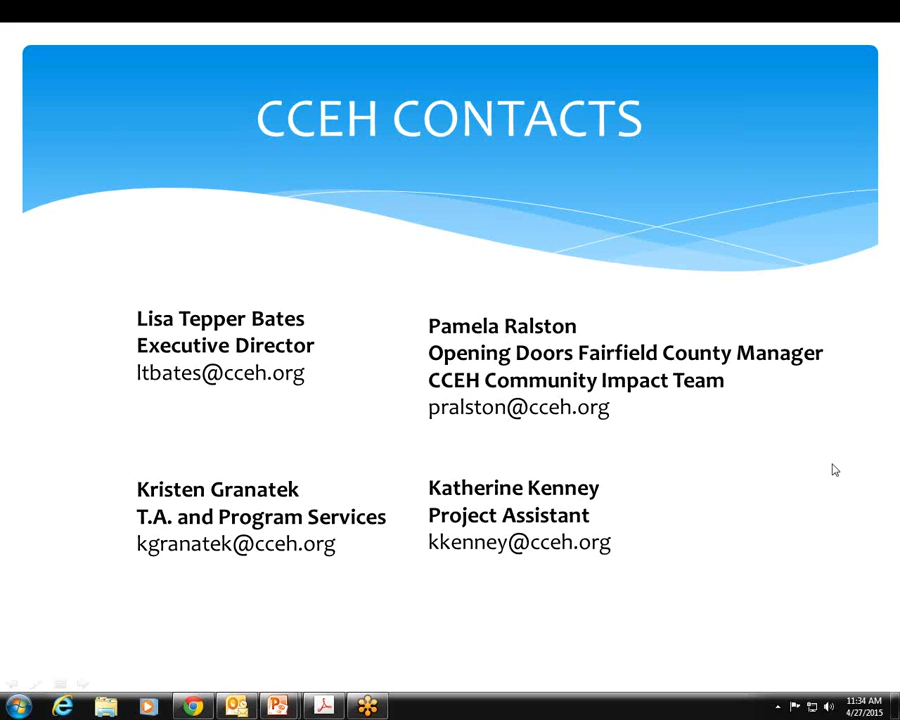 CCEH CONTACTS
Lisa Tepper Bates
Executive Director
ltbates@cceh.org
Pamela Ralston
Opening Doors Fairfield County Manager
CCEH Community Impact Team
pralston@cceh.org
Kristen Granatek
T.A. and Program Services
kgranatek@cceh.org
Katherine Kenney
Project Assistant
kkenney@cceh.org
11:34 AM
4/27/2015